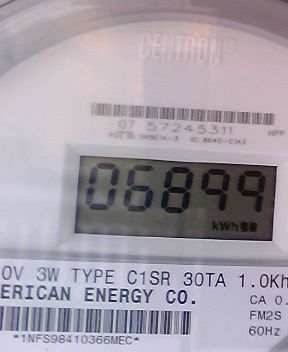 CENTRON®
07 57245311
HPP
06899
kWh
0V 3W TYPE C1SR 30TA 1.0Kh
ERICAN ENERGY CO.
CA 0.
FM2S
60Hz
*1NFS98410366MEC*